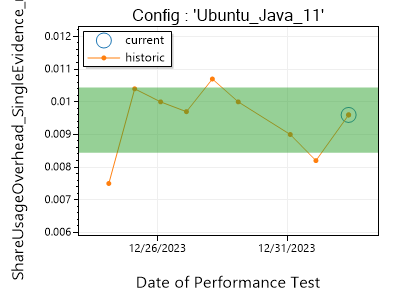 Config : 'Ubuntu_Java_11'
current
historic
0.012
0.011
0.01
0.009
0.008
0.007
0.006
ShareUsageOverhead_SingleEvidence_
12/26/2023
12/31/2023
Date of Performance Test